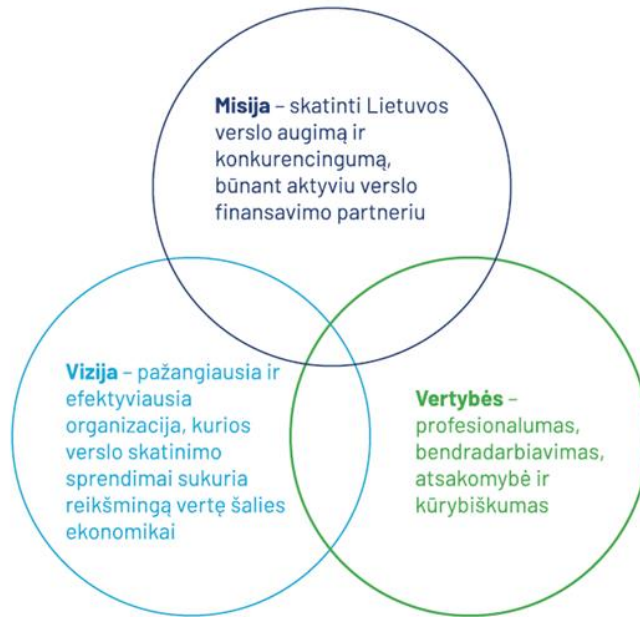 Misija – skatinti Lietuvos
verslo augimą ir
konkurencingumą,
būnant aktyviu verslo
finansavimo partneriu
Vizija – pažangiausia ir
efektyviausia
organizacija, kurios
verslo skatinimo
sprendimai sukuria
reikšmingą vertę šalies
ekonomikai
Vertybės –
profesionalumas,
bendradarbiavimas,
atsakomybė ir
kūrybiškumas